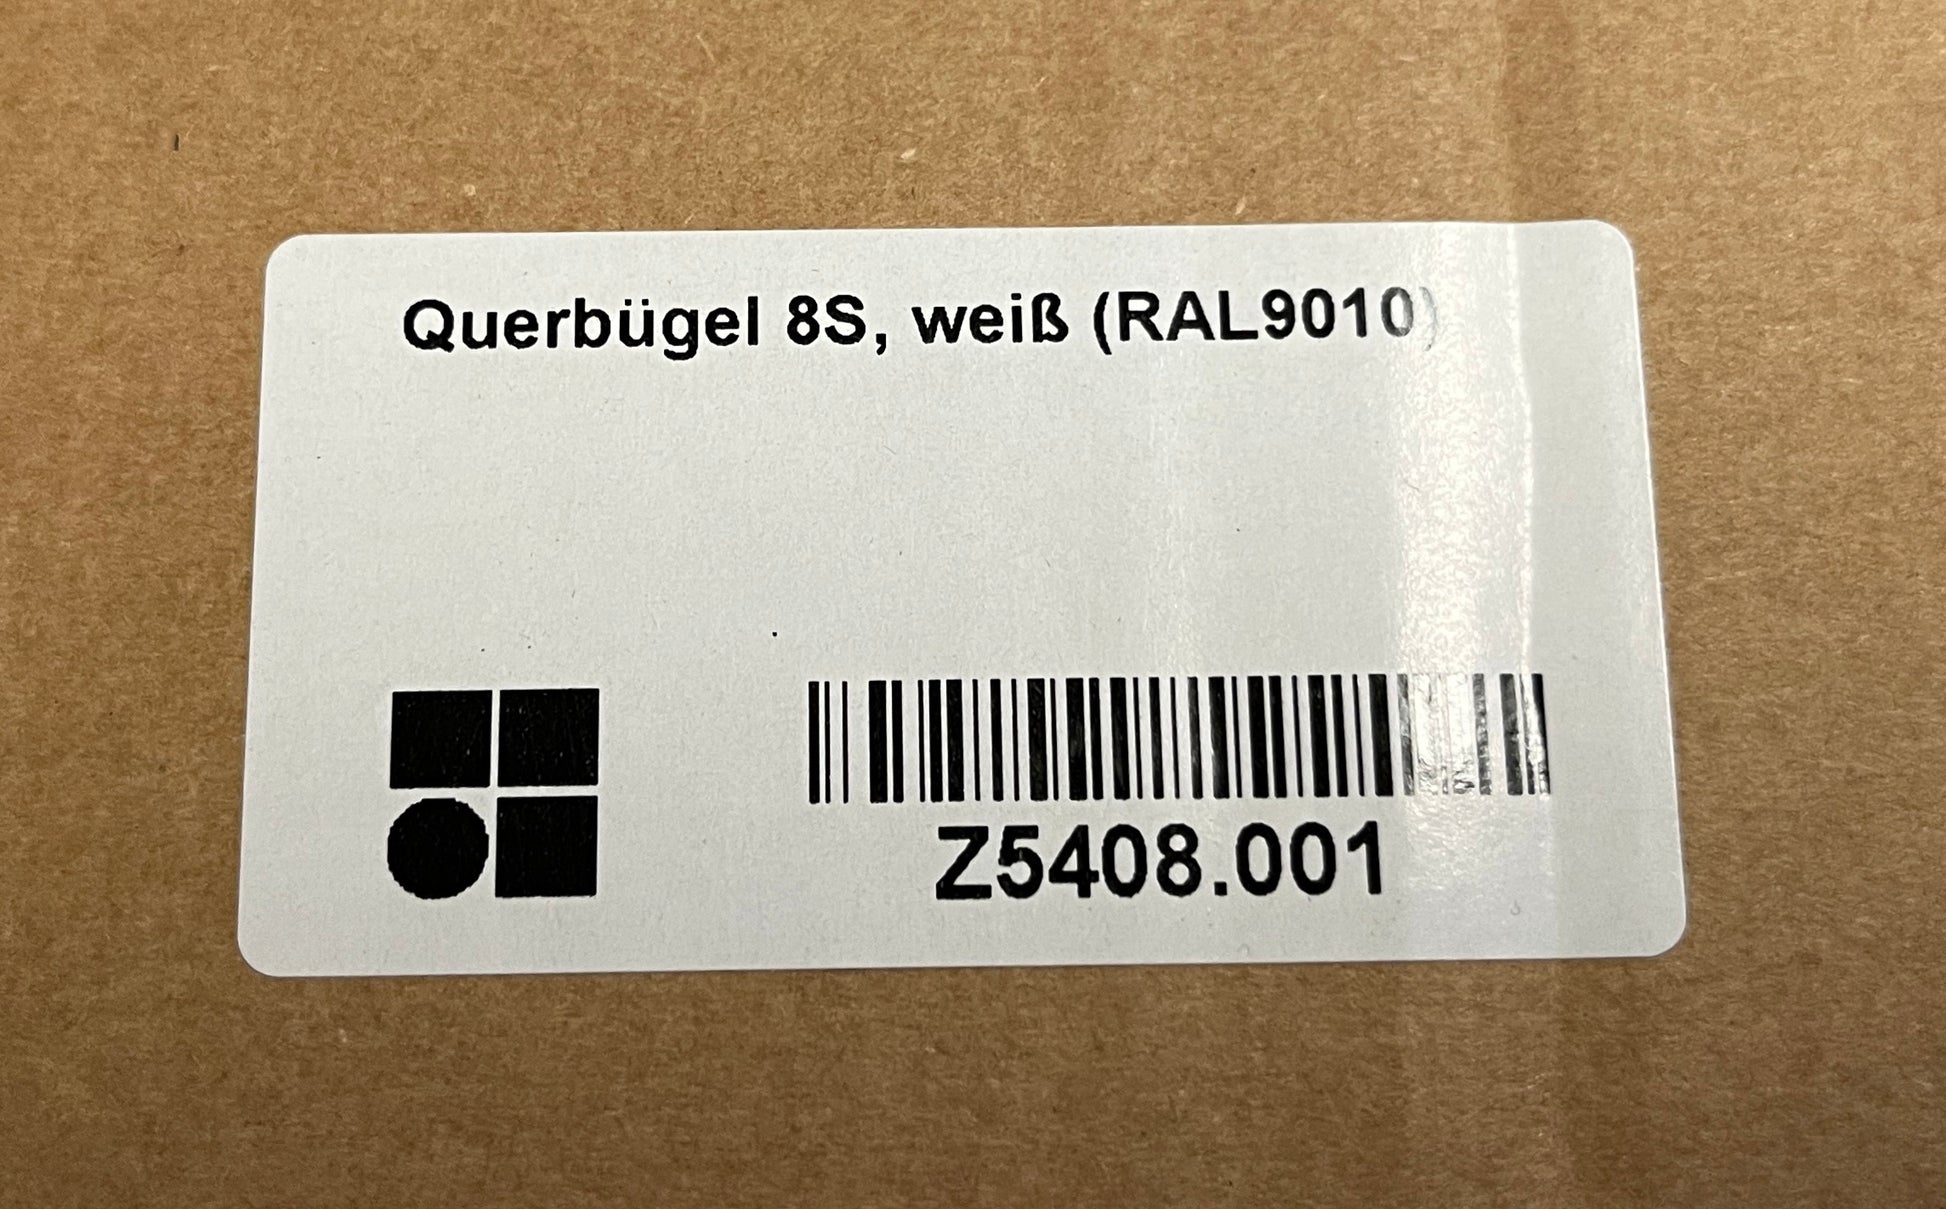 Querbügel 8S, weiß (RAL9010)
Z5408.001